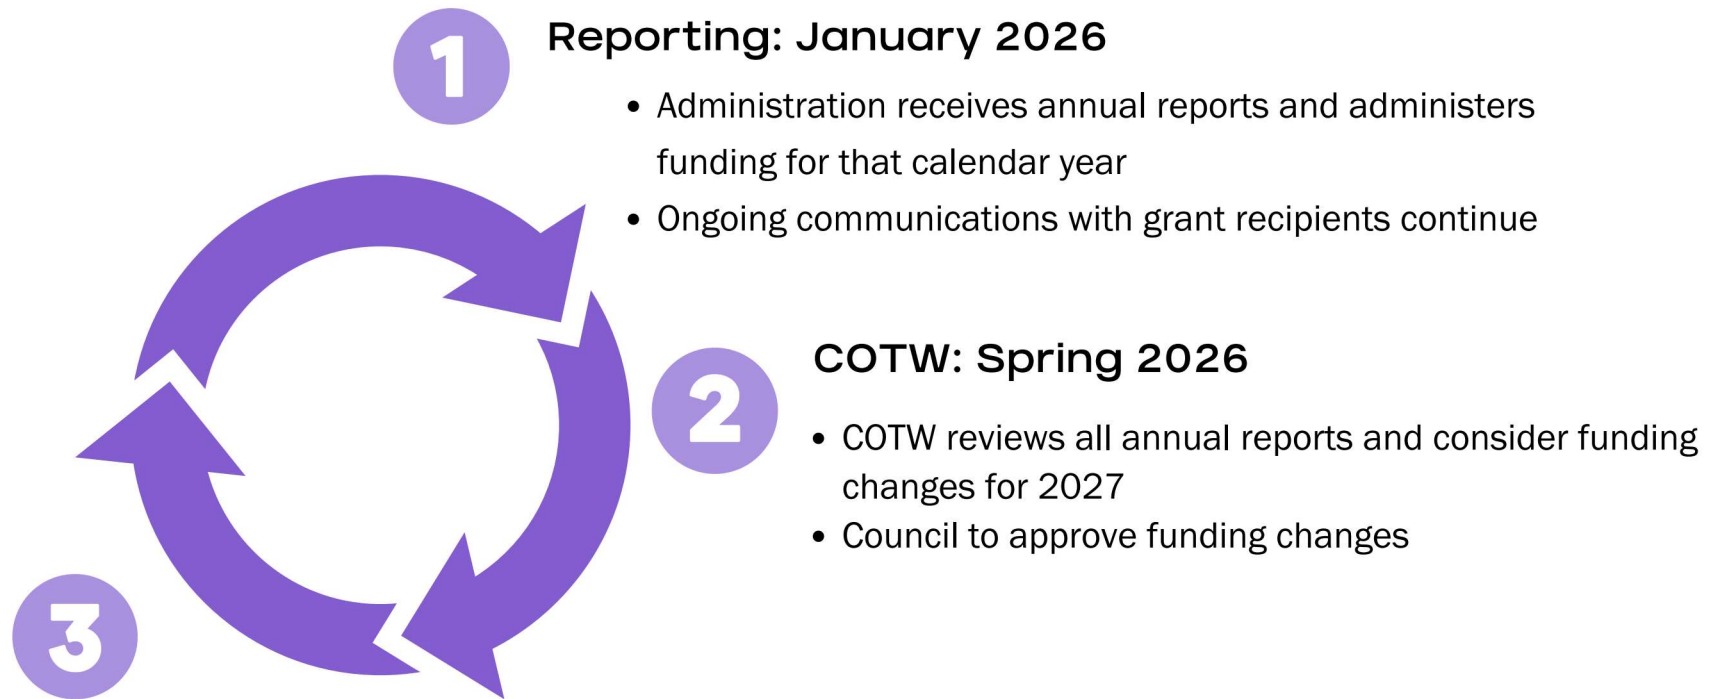 1
Reporting: January 2026
• Administration receives annual reports and administers
funding for that calendar year
• Ongoing communications with grant recipients continue
2
COTW: Spring 2026
• COTW reviews all annual reports and consider funding
changes for 2027
• Council to approve funding changes
3